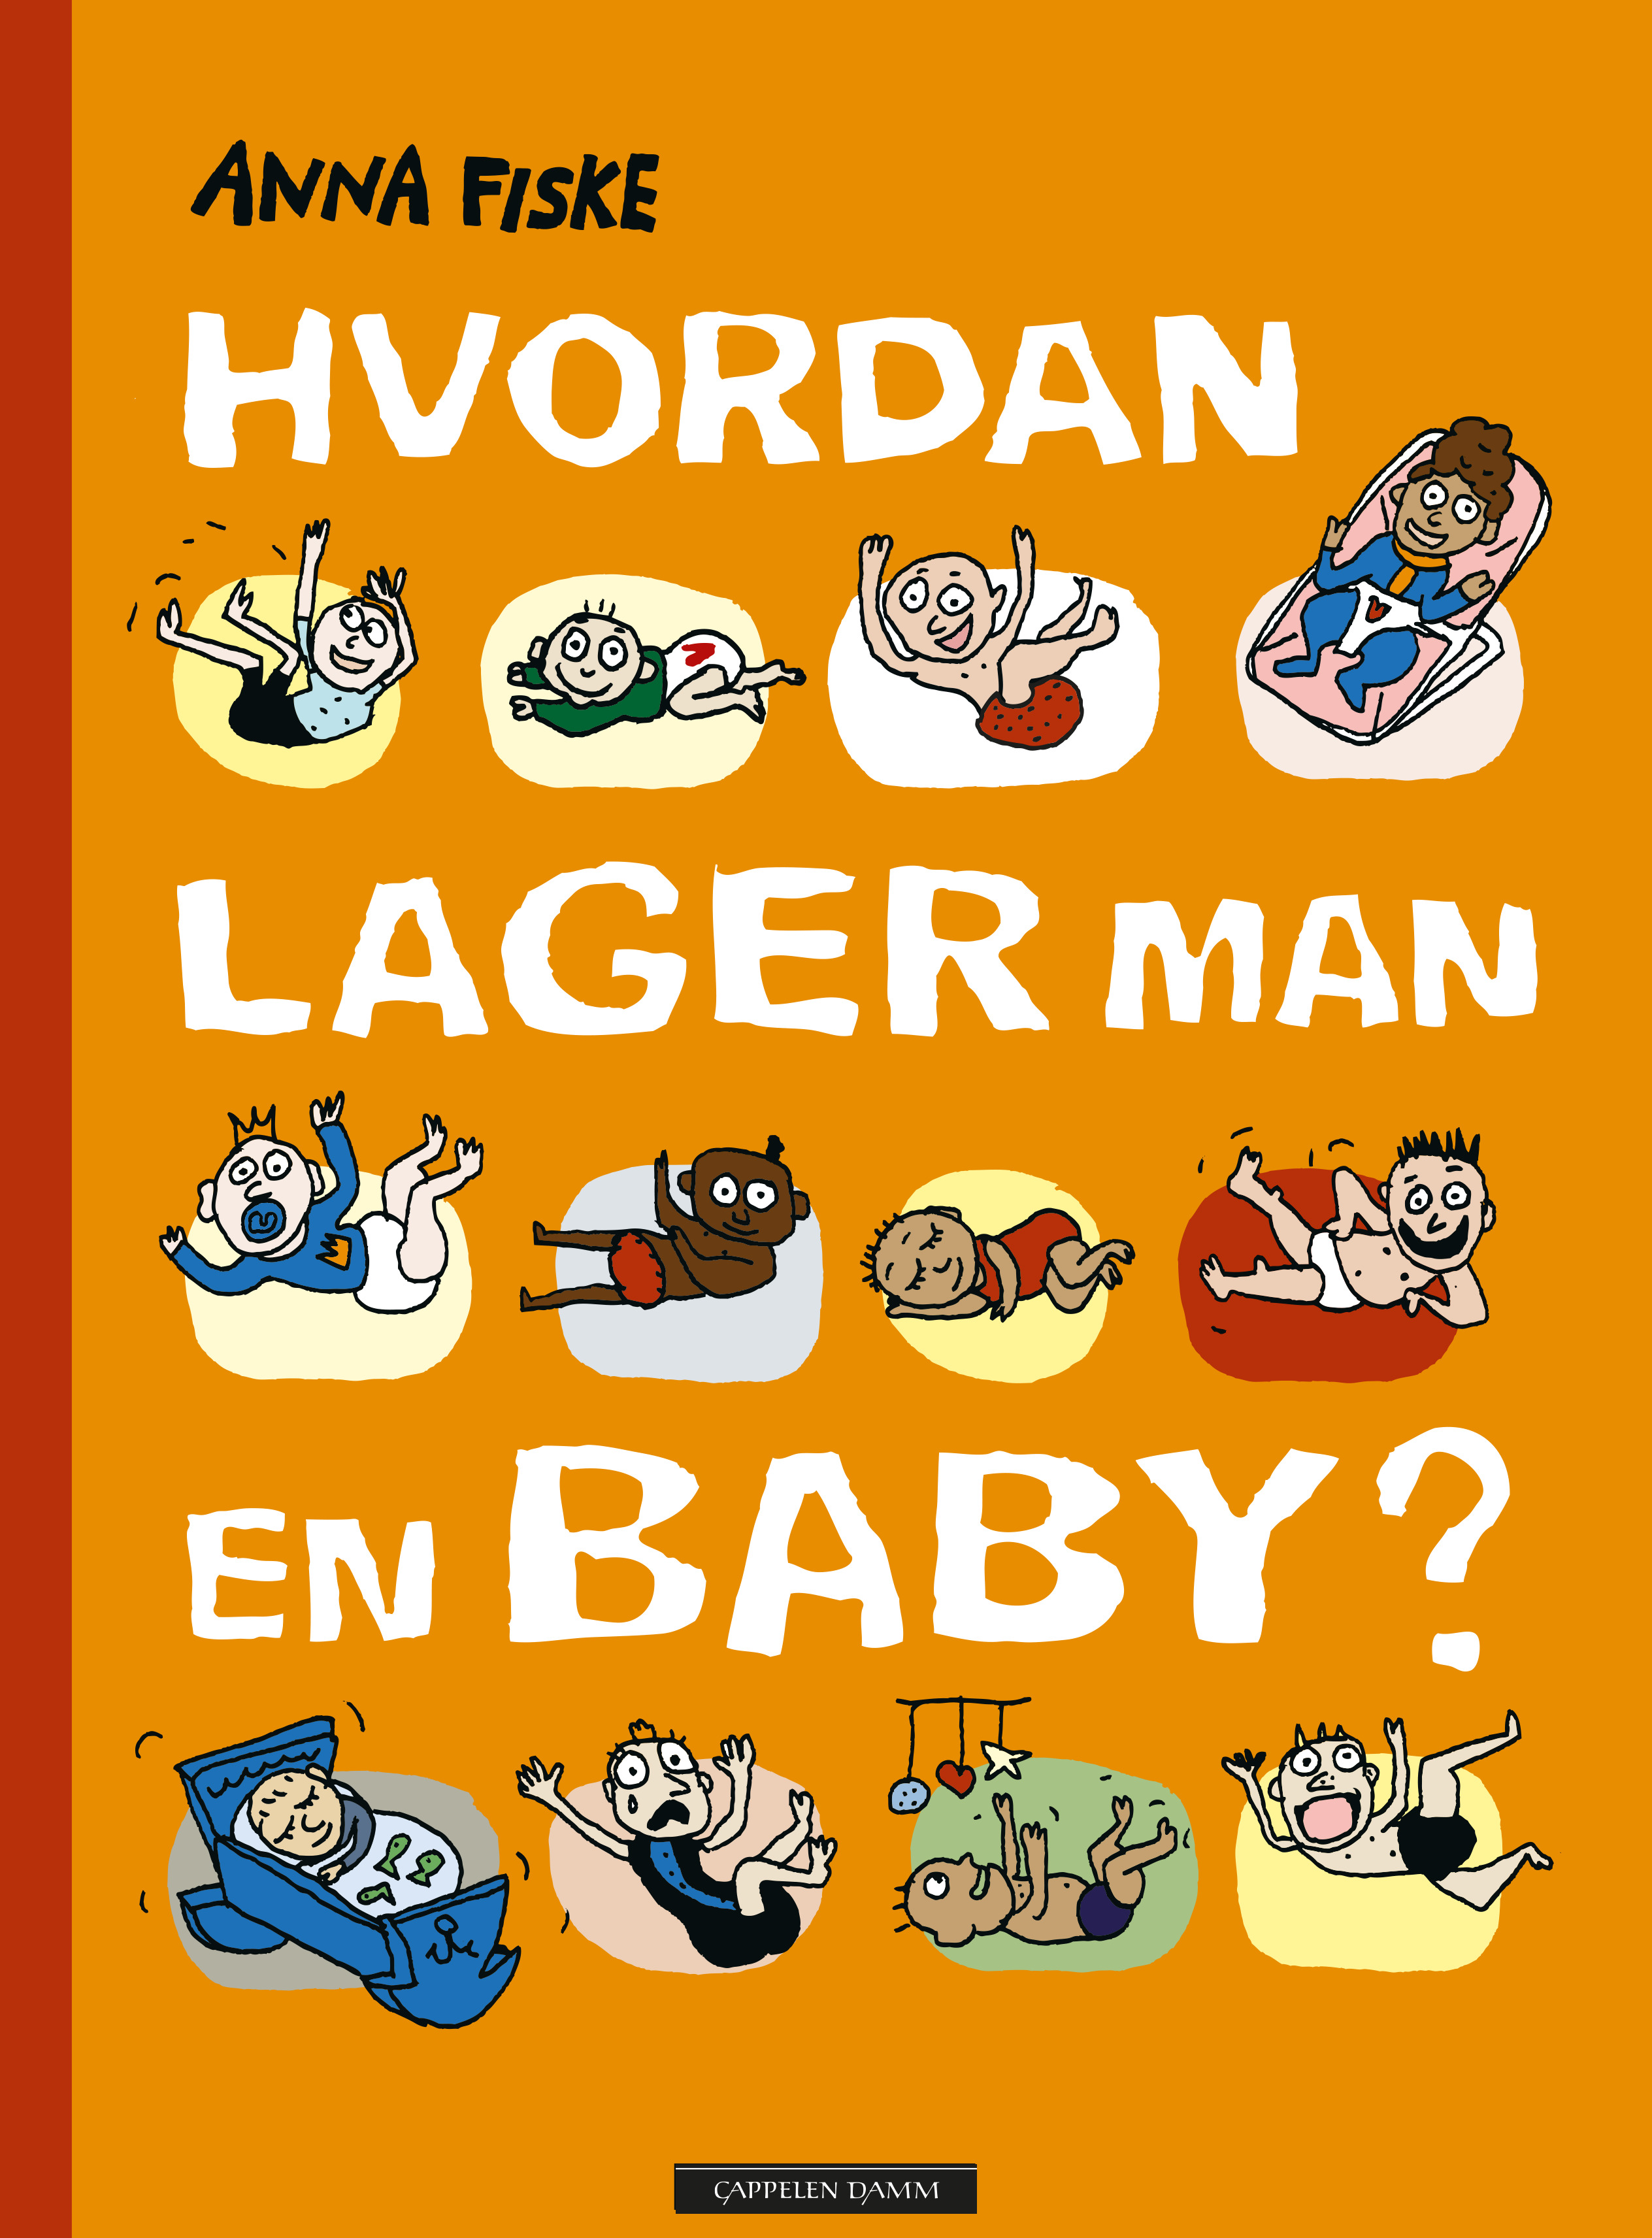 ANNA FISKE
HVORDAN
LAGER MAN
EN BABY?
CAPPELEN DAMM